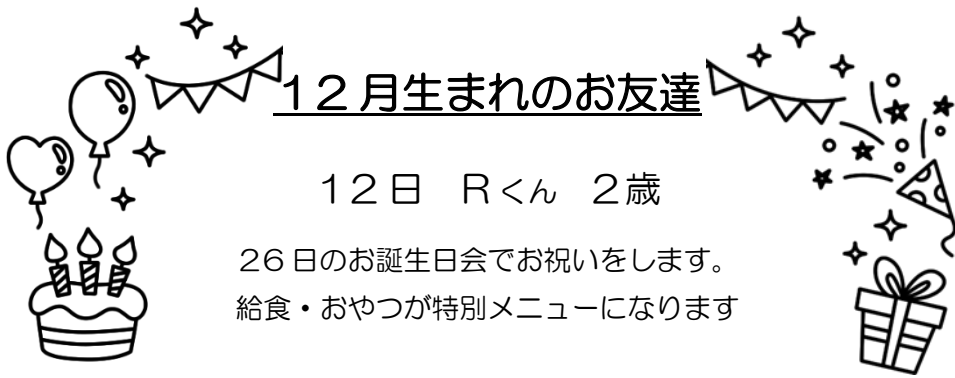 12月生まれのお友達
12日　Rくん　2歳
26日のお誕生日会でお祝いをします。
給食・おやつが特別メニューになります